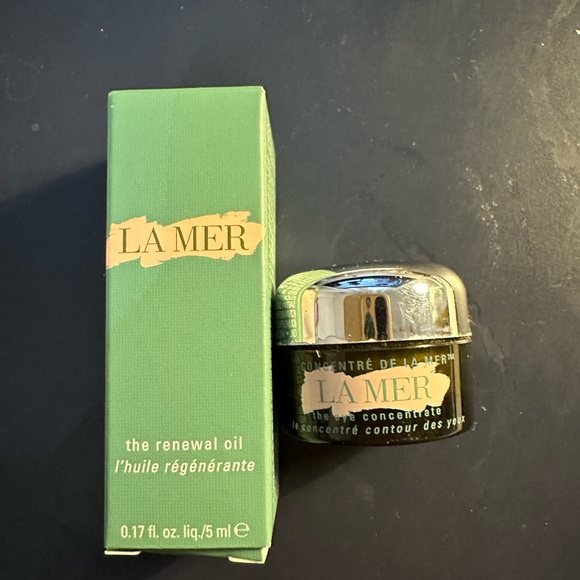 LA MER
the renewal oil
l'huile régénérante
0.17 fl. oz. liq./5 ml ℮
CONCENTRÉ DE LA MER™
LA MER
the eye concentrate
le concentré contour des yeux